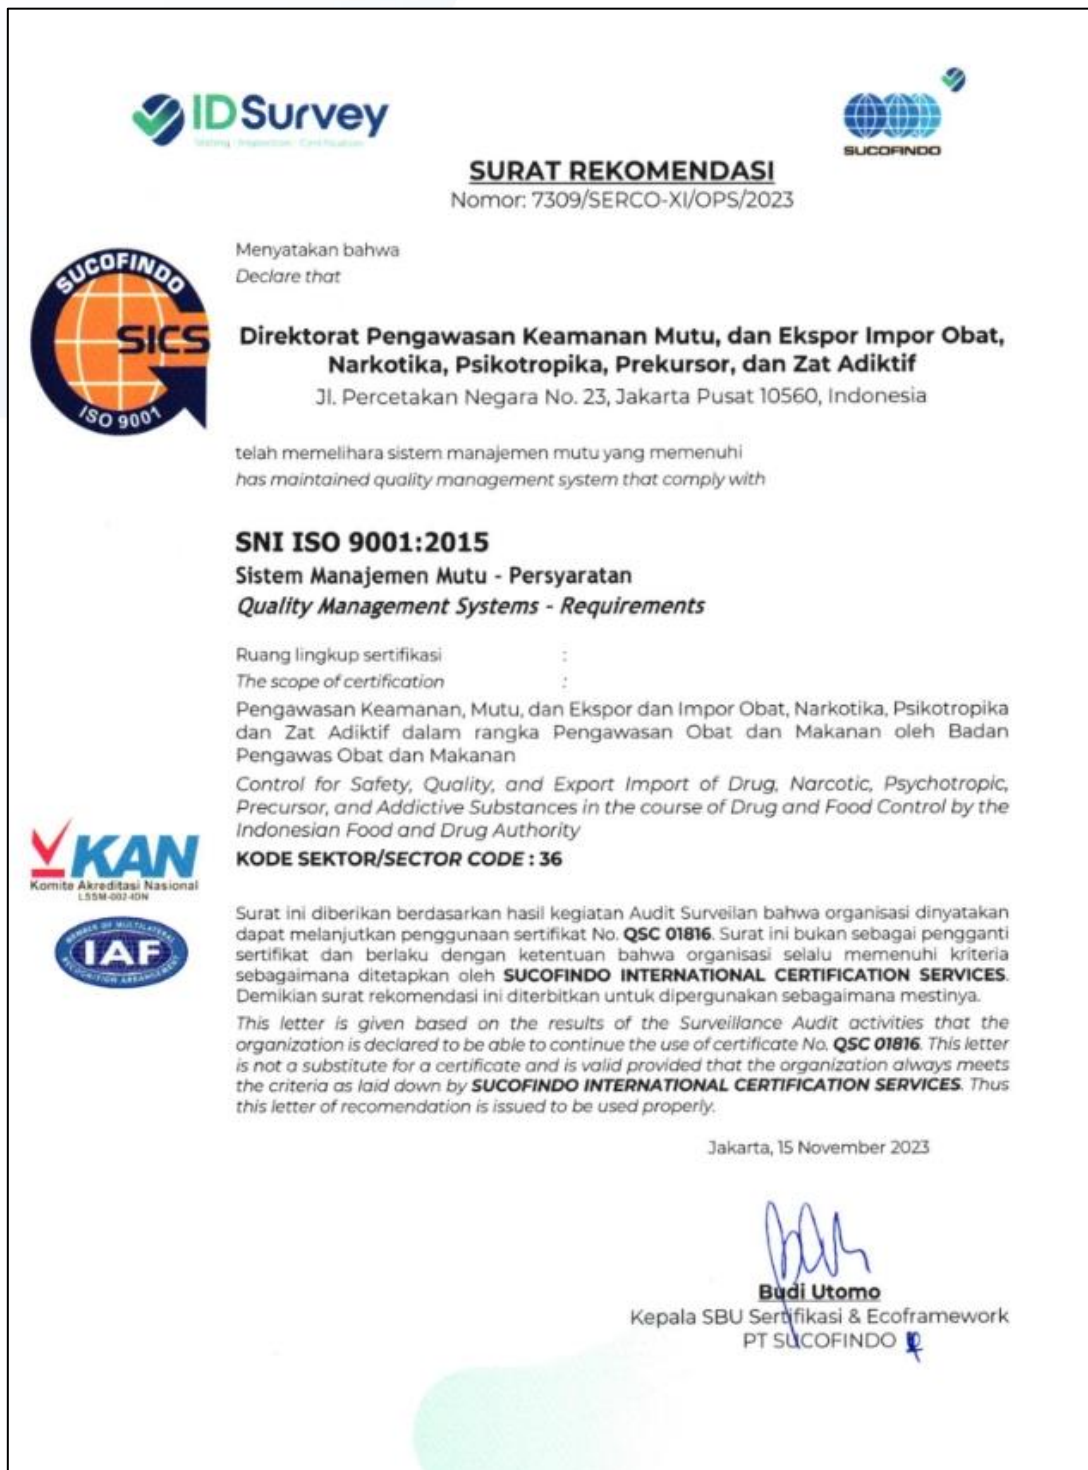 IDSurvey
Testing · Inspection · Certification
SUCOFINDO
SURAT REKOMENDASI
Nomor: 7309/SERCO-XI/OPS/2023
SUCOFINDO
SICS
ISO 9001
Menyatakan bahwa
Declare that
Direktorat Pengawasan Keamanan Mutu, dan Ekspor Impor Obat,
Narkotika, Psikotropika, Prekursor, dan Zat Adiktif
Jl. Percetakan Negara No. 23, Jakarta Pusat 10560, Indonesia
telah memelihara sistem manajemen mutu yang memenuhi
has maintained quality management system that comply with
SNI ISO 9001:2015
Sistem Manajemen Mutu - Persyaratan
Quality Management Systems - Requirements
Ruang lingkup sertifikasi :
The scope of certification :
Pengawasan Keamanan, Mutu, dan Ekspor dan Impor Obat, Narkotika, Psikotropika
dan Zat Adiktif dalam rangka Pengawasan Obat dan Makanan oleh Badan
Pengawas Obat dan Makanan
Control for Safety, Quality, and Export Import of Drug, Narcotic, Psychotropic,
Precursor, and Addictive Substances in the course of Drug and Food Control by the
Indonesian Food and Drug Authority
KODE SEKTOR/SECTOR CODE : 36
KAN
Komite Akreditasi Nasional
LSSM-002-IDN
MEMBER OF MULTILATERAL
IAF
RECOGNITION ARRANGEMENT
Surat ini diberikan berdasarkan hasil kegiatan Audit Surveilan bahwa organisasi dinyatakan
dapat melanjutkan penggunaan sertifikat No. QSC 01816. Surat ini bukan sebagai pengganti
sertifikat dan berlaku dengan ketentuan bahwa organisasi selalu memenuhi kriteria
sebagaimana ditetapkan oleh SUCOFINDO INTERNATIONAL CERTIFICATION SERVICES.
Demikian surat rekomendasi ini diterbitkan untuk dipergunakan sebagaimana mestinya.
This letter is given based on the results of the Surveillance Audit activities that the
organization is declared to be able to continue the use of certificate No. QSC 01816. This letter
is not a substitute for a certificate and is valid provided that the organization always meets
the criteria as laid down by SUCOFINDO INTERNATIONAL CERTIFICATION SERVICES. Thus
this letter of recomendation is issued to be used properly.
Jakarta, 15 November 2023
Budi Utomo
Kepala SBU Sertifikasi & Ecoframework
PT SUCOFINDO